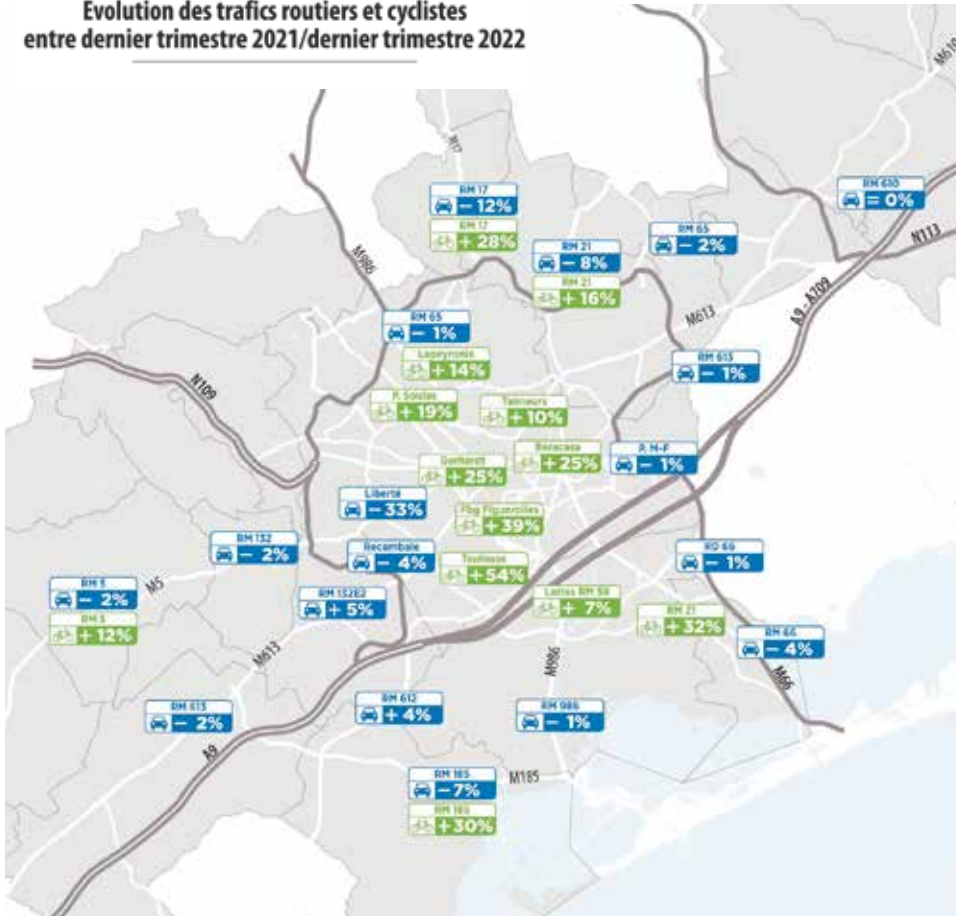 Evolution des trafics routiers et cyclistes
entre dernier trimestre 2021/dernier trimestre 2022
M610
M17
RM 17
− 12%
RM 17
+ 28%
RM 610
= 0%
N113
RM 65
− 2%
RM 21
− 8%
RM 21
+ 16%
M986
A9 - A709
M613
RM 65
− 1%
Lapeyronie
+ 14%
RM 613
− 1%
N109
P. Soulas
+ 19%
Tanneurs
+ 10%
Gerhardt
+ 25%
Benacasa
+ 25%
P. M-F
− 1%
Liberté
− 33%
Fbg Figuerolles
+ 39%
RM 132
− 2%
Recambale
− 4%
Toulouse
+ 54%
RD 66
− 1%
RM 5
− 2%
RM 5
+ 12%
M5
RM 132E2
+ 5%
Lattes RM 58
+ 7%
RM 21
+ 32%
RM 66
− 4%
M613
M986
M66
RM 613
− 2%
RM 612
+ 4%
RM 986
− 1%
A9
RM 185
− 7%
RM 185
+ 30%
M185